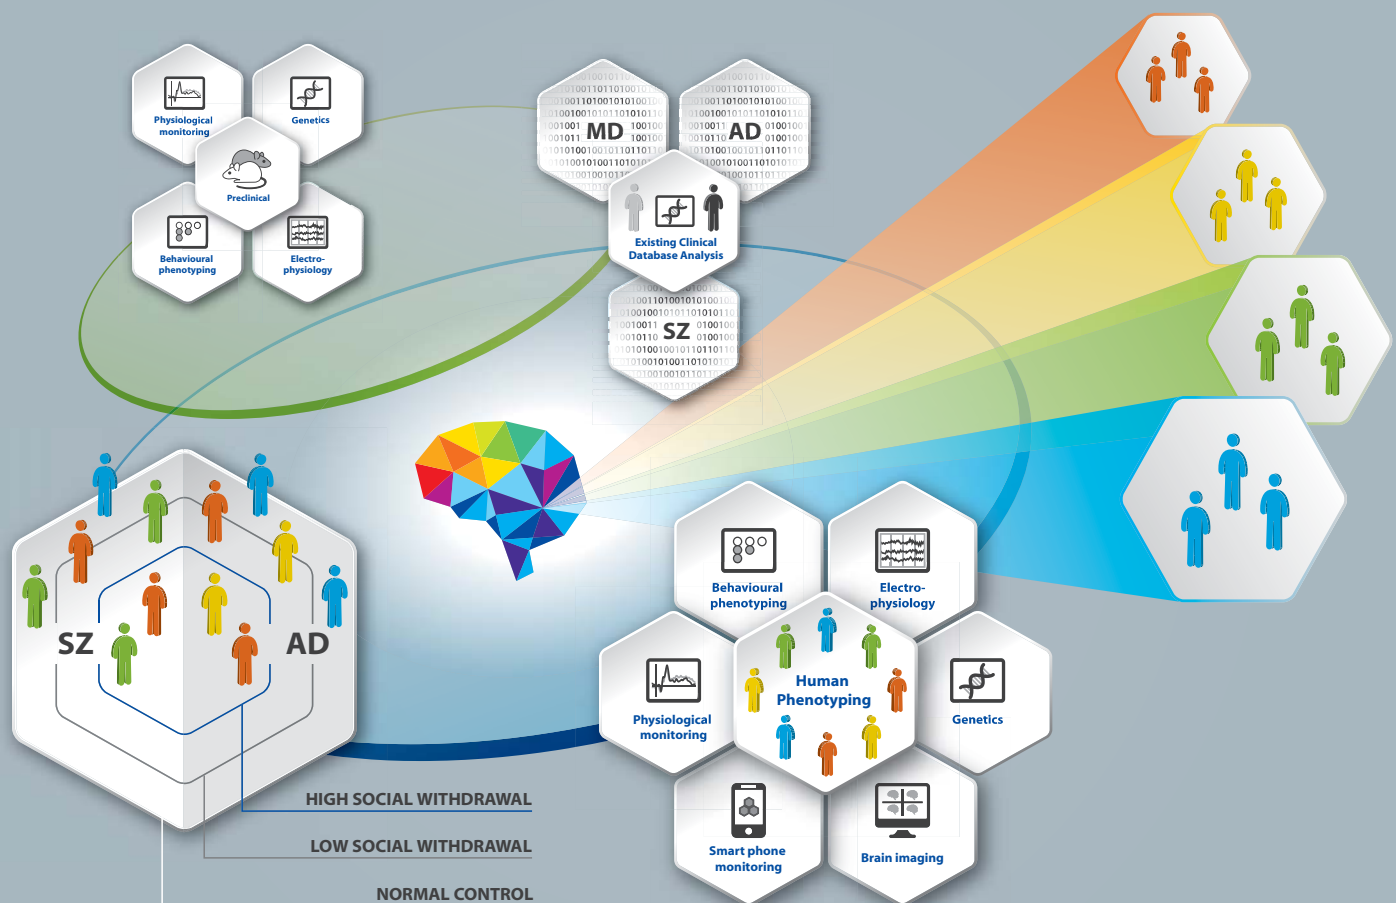 Physiological
monitoring
Genetics
Preclinical
Behavioural
phenotyping
Electro-
physiology
MD
AD
Existing Clinical
Database Analysis
SZ
SZ
AD
HIGH SOCIAL WITHDRAWAL
LOW SOCIAL WITHDRAWAL
NORMAL CONTROL
Behavioural
phenotyping
Electro-
physiology
Physiological
monitoring
Human
Phenotyping
Genetics
Smart phone
monitoring
Brain imaging